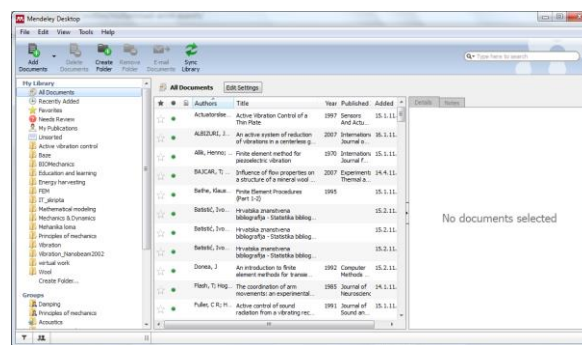 Mendeley Desktop
File Edit View Tools Help
Add Documents
Delete Documents
Create Folder
Remove Folder
E-mail Documents
Sync Library
Type here to search
My Library
All Documents
Recently Added
Favorites
Needs Review
My Publications
Unsorted
Active vibration control
Baze
BIOMechanics
Education and learning
Energy harvesting
FEM
IT_skripta
Mathematical modeling
Mechanics & Dynamics
Mehanika loma
Principles of mechanics
Vibration
Vibration_Nanobeam2002
virtual work
Wool
Create Folder...
Groups
Damping
Principles of mechanics
Acoustics
All Documents Edit Settings
Authors Title Year Published Added
Active Vibration Control of a Thin Plate 1997 Sensors And Actu... 15.1.11.
ALBIZURI, J... An active system of reduction of vibrations in a centerless g... 2007 Internation Journal o... 16.1.11.
Allik, Henno; ... Finite element method for piezoelectric vibration 1970 Internation Journal f... 15.1.11.
BAJCAR, T; ... Influence of flow properties on a structure of a mineral wool ... 2007 Experiment Thermal a... 14.4.11.
Bathe, Klaus... Finite Element Procedures (Part 1-2) 1995 15.1.11.
Batistić, Ivo... Hrvatska znanstvena bibliografija - Statistika bibliog... 15.2.11.
Batistić, Ivo... Hrvatska znanstvena bibliografija - Statistika bibliog... 15.2.11.
Batistić, Ivo... Hrvatska znanstvena bibliografija - Statistika bibliog... 15.2.11.
Donea, J An introduction to finite element methods for transie... 1992 Computer Methods ... 15.2.11.
Flash, T; Hog... The coordination of arm movements: an experimental... 1985 Journal of Neuroscienc 14.1.11.
Fuller, C R; H... Active control of sound radiation from a vibrating rec... 1991 Journal of Sound an... 15.1.11.
Details Notes
No documents selected